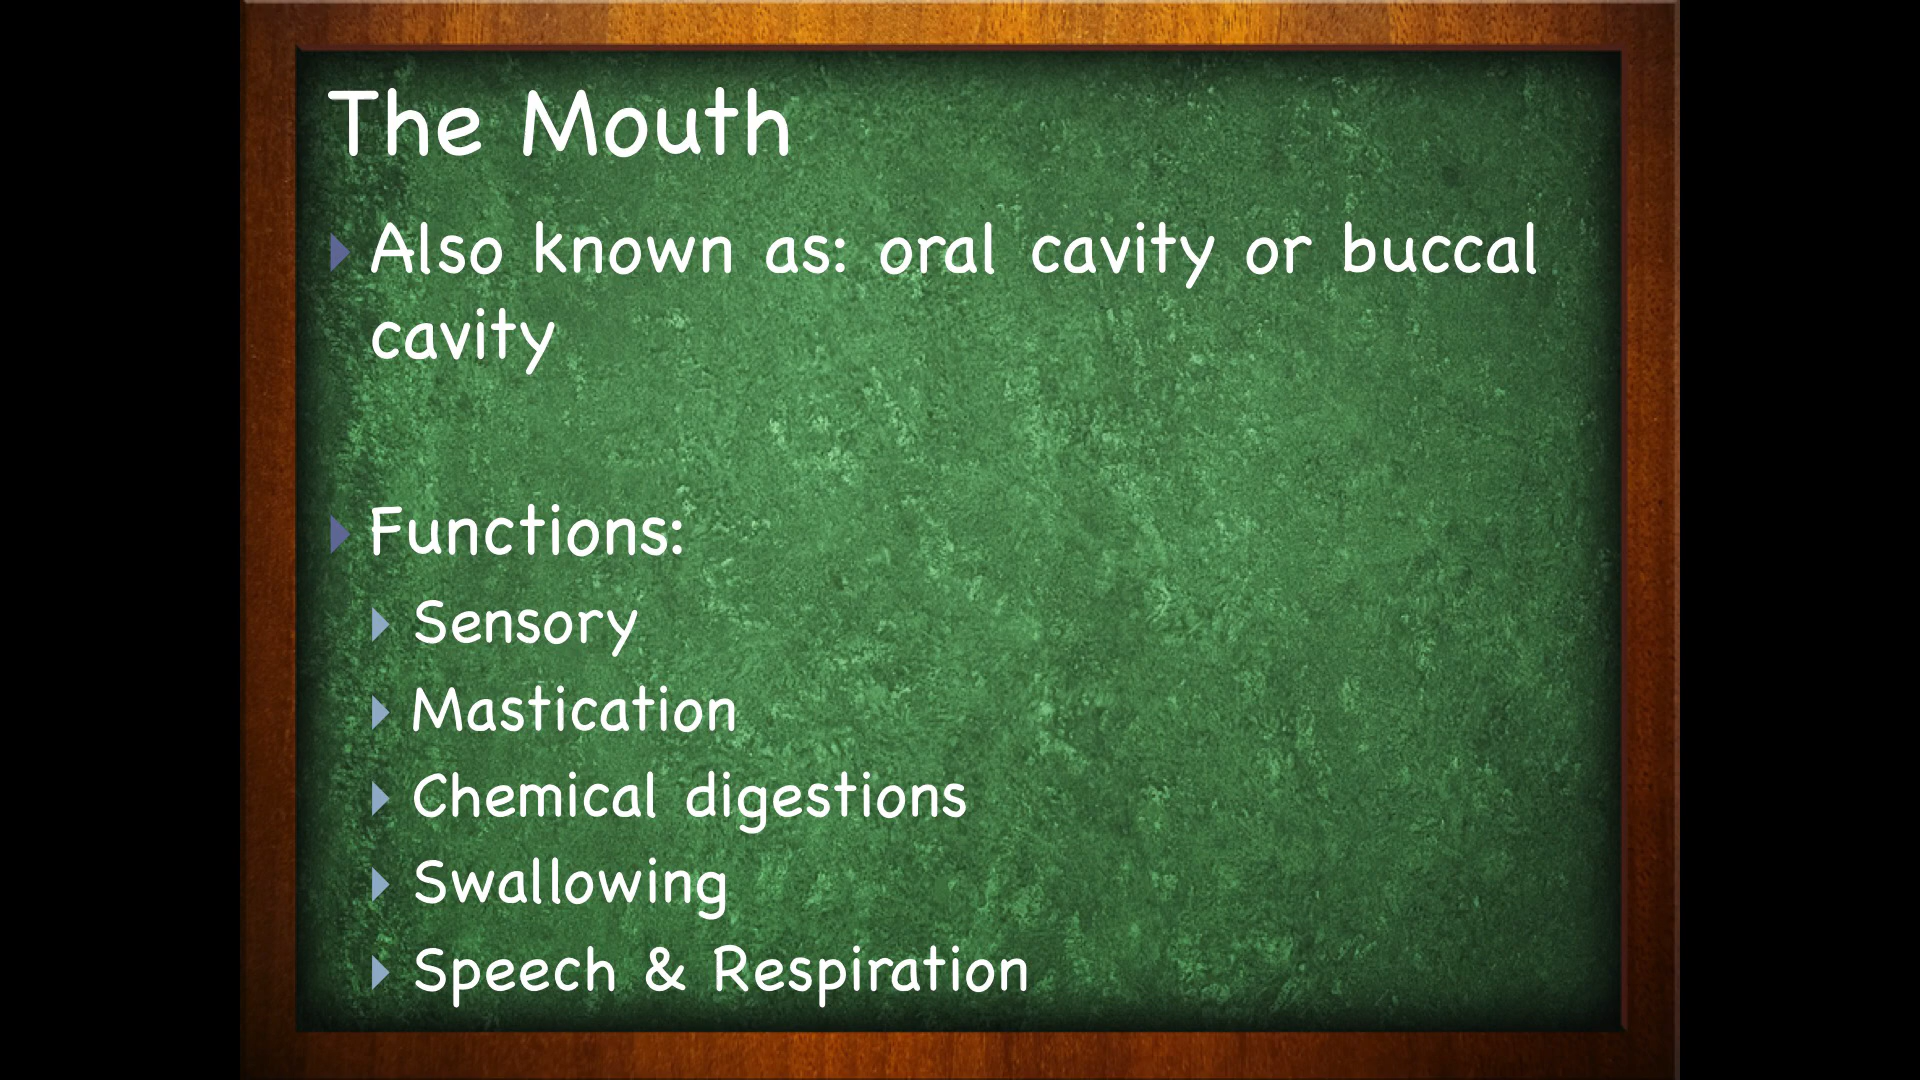 The Mouth
Also known as: oral cavity or buccal
cavity
Functions:
Sensory
Mastication
Chemical digestions
Swallowing
Speech & Respiration